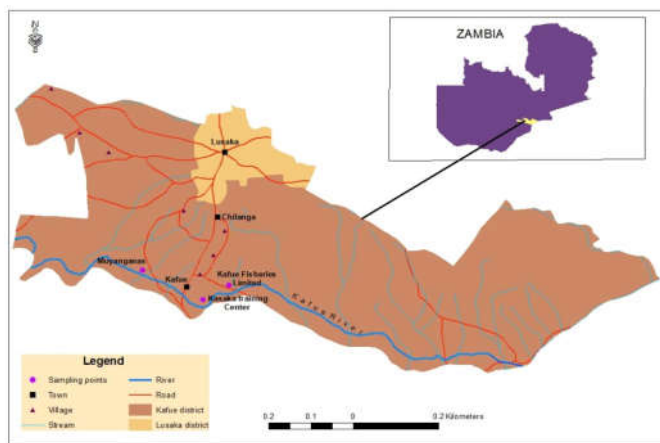 ZAMBIA
Lusaka
Chilanga
Muyanganas
Kafue
Kafue Fisheries
Limited
Kasaka training
Center
Kafue River
Legend
Sampling points
Town
Village
Stream
River
Road
Kafue district
Lusaka district
0.2 0.1 0 0.2 Kilometers